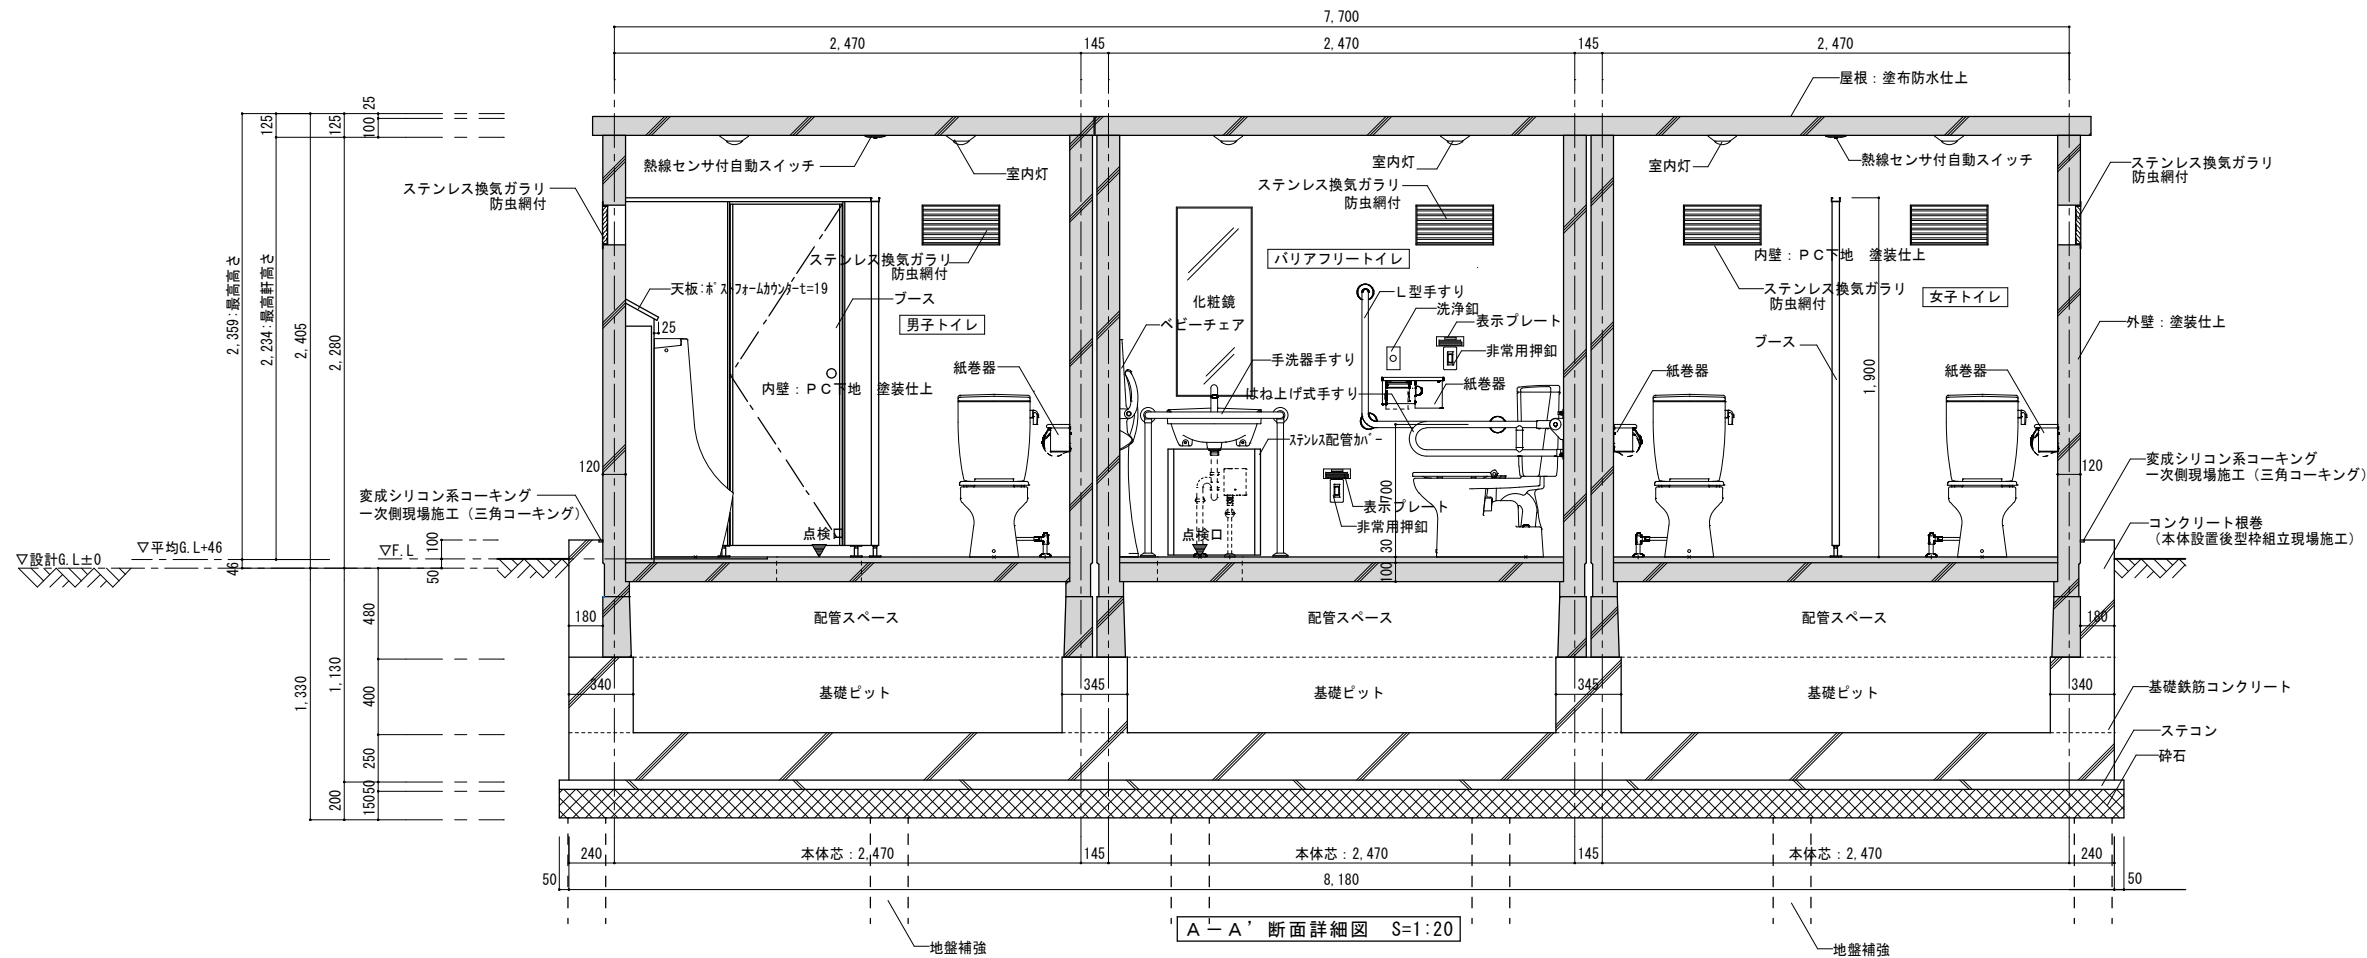 7,700
2,470
145
2,470
145
2,470
屋根：塗布防水仕上
25
100
125
125
熱線センサ付自動スイッチ
室内灯
室内灯
室内灯
熱線センサ付自動スイッチ
ステンレス換気ガラリ
防虫網付
ステンレス換気ガラリ
防虫網付
ステンレス換気ガラリ
防虫網付
ステンレス換気ガラリ
防虫網付
バリアフリートイレ
内壁：ＰＣ下地　塗装仕上
ステンレス換気ガラリ
防虫網付
2,359:最高高さ
2,234:最高軒高さ
2,405
2,280
天板:ﾎﾟｽﾄﾌｫｰﾑｶｳﾝﾀｰt=19
ブース
男子トイレ
25
化粧鏡
Ｌ型手すり
洗浄釦
表示プレート
女子トイレ
ベビーチェア
手洗器手すり
非常用押釦
ブース
外壁：塗装仕上
紙巻器
内壁：ＰＣ下地　塗装仕上
はね上げ式手すり
紙巻器
紙巻器
1,900
紙巻器
ｽﾃﾝﾚｽ配管ｶﾊﾞｰ
120
120
変成シリコン系コーキング
一次側現場施工（三角コーキング）
変成シリコン系コーキング
一次側現場施工（三角コーキング）
700
表示プレート
非常用押釦
点検口
点検口
コンクリート根巻
（本体設置後型枠組立現場施工）
▽設計G.L±0
▽平均G.L+46
▽F.L
46
100
50
30
100
480
180
配管スペース
配管スペース
配管スペース
180
1,330
1,130
400
340
基礎ピット
345
基礎ピット
345
基礎ピット
340
基礎鉄筋コンクリート
250
ステコン
砕石
200
50
150
240
本体芯：2,470
145
本体芯：2,470
145
本体芯：2,470
240
50
8,180
50
Ａ－Ａ’断面詳細図　S=1:20
地盤補強
地盤補強